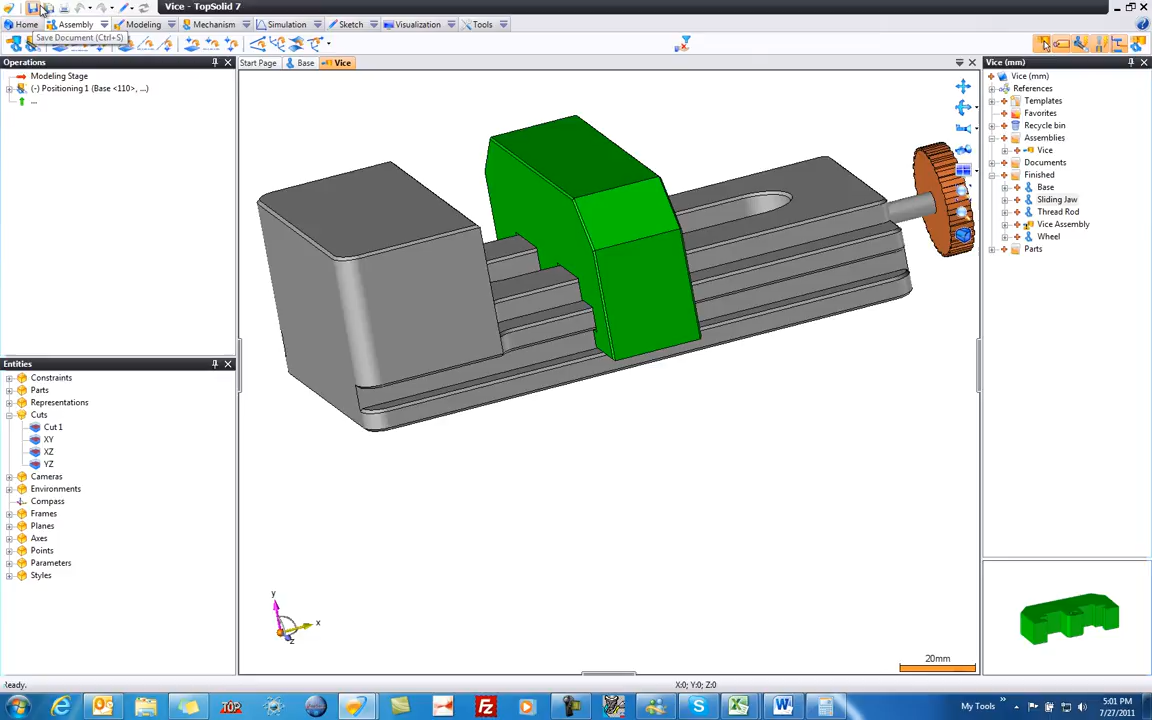 Vice - TopSolid 7
Home
Assembly
Modeling
Mechanism
Simulation
Sketch
Visualization
Tools
Save Document (Ctrl+S)
Operations
Modeling Stage
(-) Positioning 1 (Base <110>, ...)
...
Start Page
Base
Vice
Entities
Constraints
Parts
Representations
Cuts
Cut 1
XY
XZ
YZ
Cameras
Environments
Compass
Frames
Planes
Axes
Points
Parameters
Styles
y
x
z
20mm
Vice (mm)
Vice (mm)
References
Templates
Favorites
Recycle bin
Assemblies
Vice
Documents
Finished
Base
Sliding Jaw
Thread Rod
Vice Assembly
Wheel
Parts
Ready.
X:0; Y:0; Z:0
TOP
FZ
S
W
My Tools
5:01 PM
7/27/2011